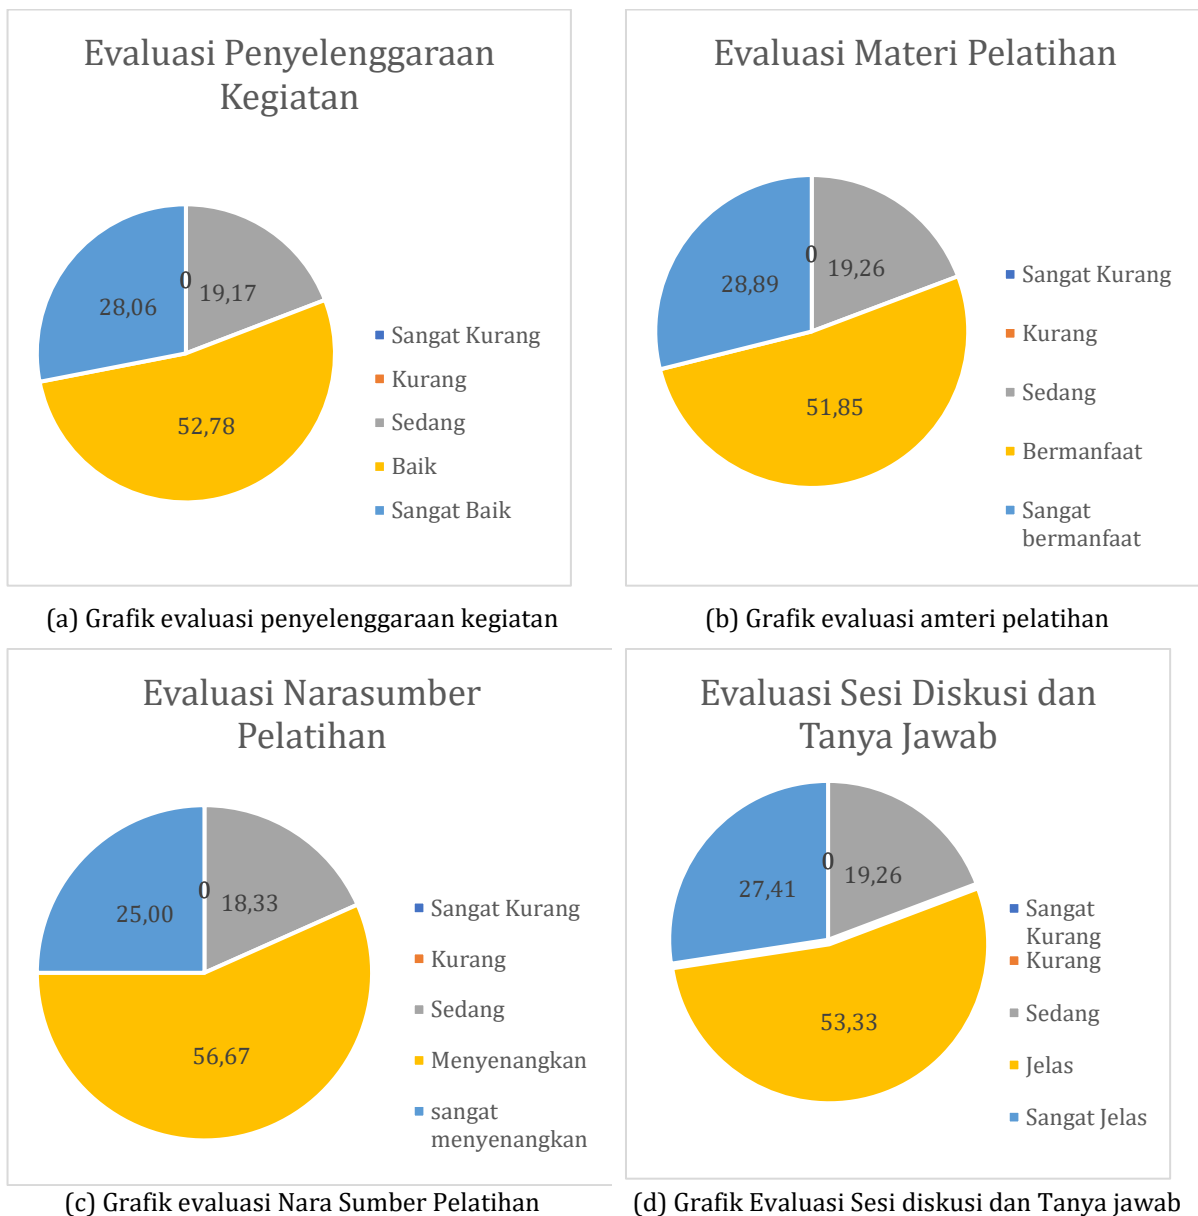 Evaluasi Penyelenggaraan
Kegiatan
0
19,17
28,06
52,78
Sangat Kurang
Kurang
Sedang
Baik
Sangat Baik
(a) Grafik evaluasi penyelenggaraan kegiatan
Evaluasi Materi Pelatihan
0
19,26
28,89
51,85
Sangat Kurang
Kurang
Sedang
Bermanfaat
Sangat
bermanfaat
(b) Grafik evaluasi amteri pelatihan
Evaluasi Narasumber
Pelatihan
0
18,33
25,00
56,67
Sangat Kurang
Kurang
Sedang
Menyenangkan
sangat
menyenangkan
(c) Grafik evaluasi Nara Sumber Pelatihan
Evaluasi Sesi Diskusi dan
Tanya Jawab
0
19,26
27,41
53,33
Sangat
Kurang
Kurang
Sedang
Jelas
Sangat Jelas
(d) Grafik Evaluasi Sesi diskusi dan Tanya jawab